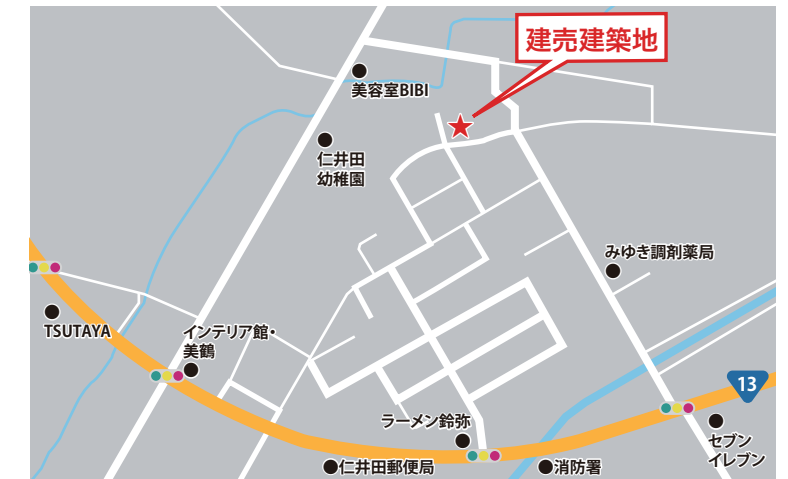 建売建築地
美容室BIBI
仁井田
幼稚園
みゆき調剤薬局
TSUTAYA
インテリア館・
美鶴
13
ラーメン鈴弥
セブン
イレブン
仁井田郵便局
消防署